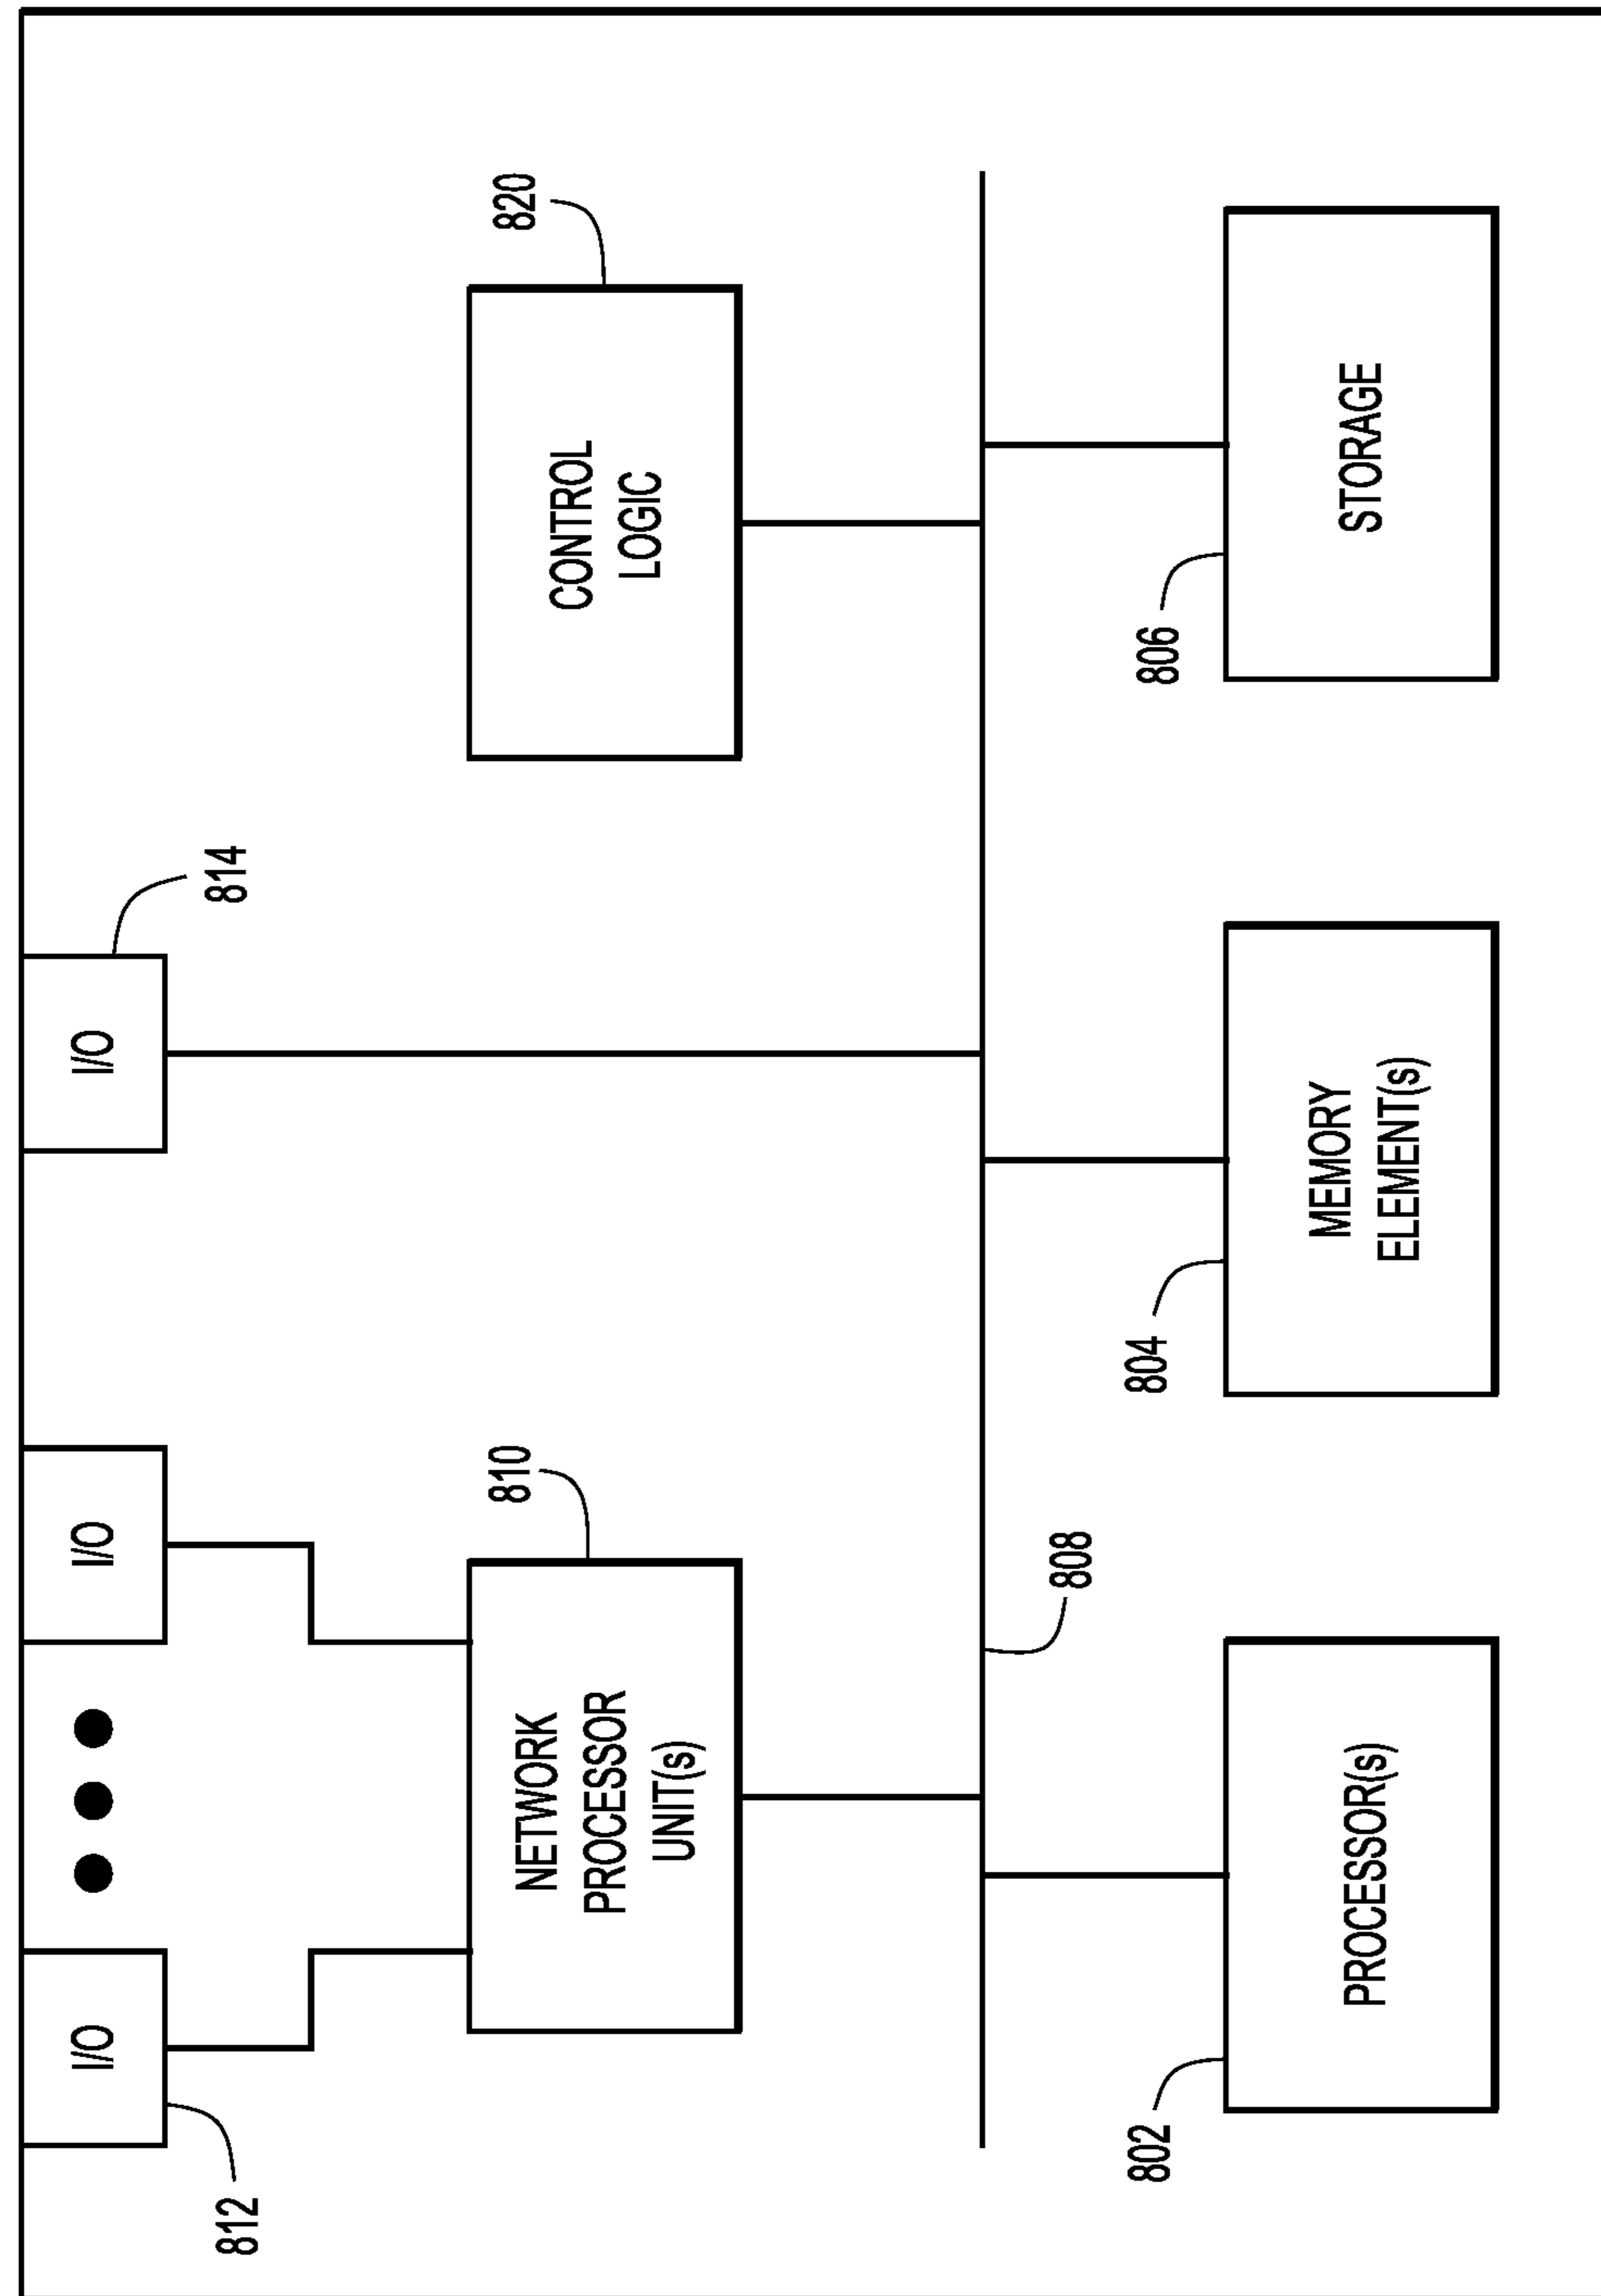 812
I/O
I/O
I/O
814
NETWORK
PROCESSOR
UNIT(s)
810
CONTROL
LOGIC
820
808
802
PROCESSOR(s)
804
MEMORY
ELEMENT(s)
806
STORAGE